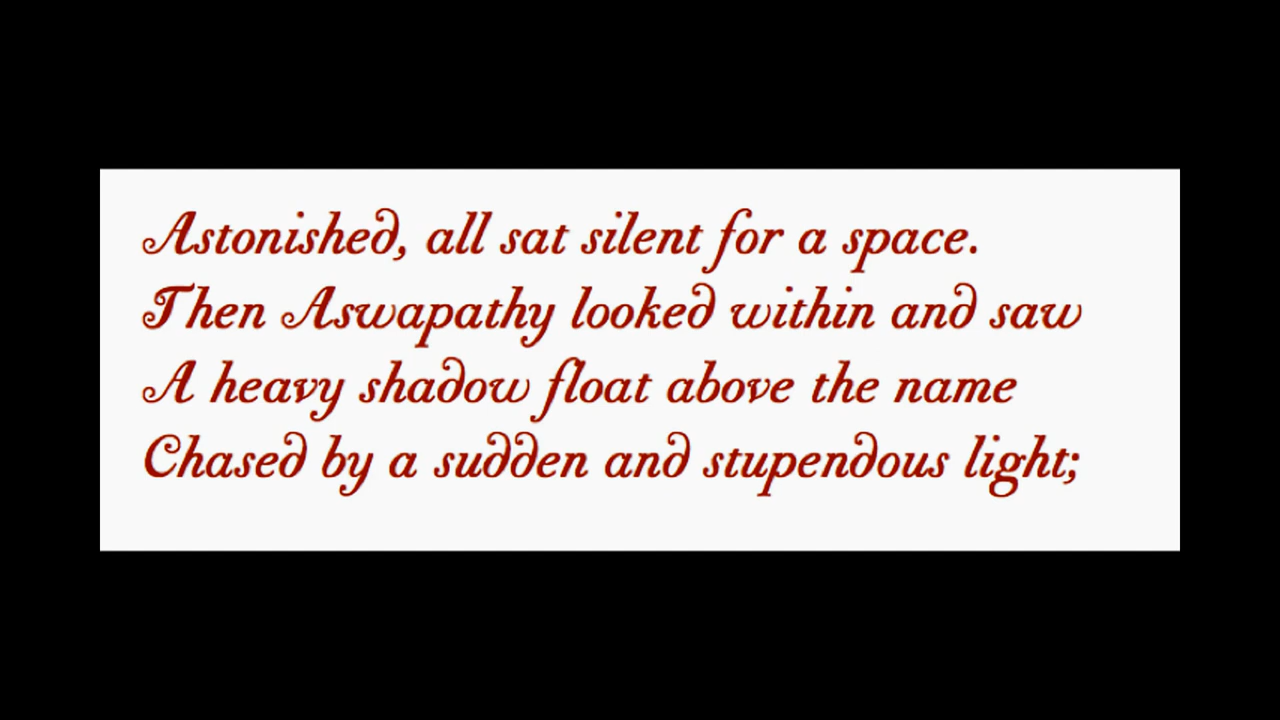 Astonished, all sat silent for a space.
Then Aswapathy looked within and saw
A heavy shadow float above the name
Chased by a sudden and stupendous light;